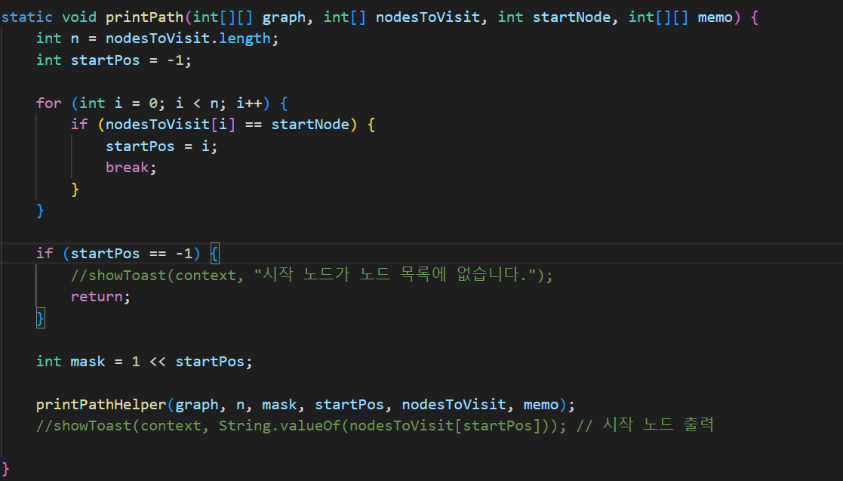 static void printPath(int[][] graph, int[] nodesToVisit, int startNode, int[][] memo) {
    int n = nodesToVisit.length;
    int startPos = -1;

    for (int i = 0; i < n; i++) {
        if (nodesToVisit[i] == startNode) {
            startPos = i;
            break;
        }
    }

    if (startPos == -1) {
        //showToast(context, "시작 노드가 노드 목록에 없습니다.");
        return;
    }

    int mask = 1 << startPos;

    printPathHelper(graph, n, mask, startPos, nodesToVisit, memo);
    //showToast(context, String.valueOf(nodesToVisit[startPos])); // 시작 노드 출력

}